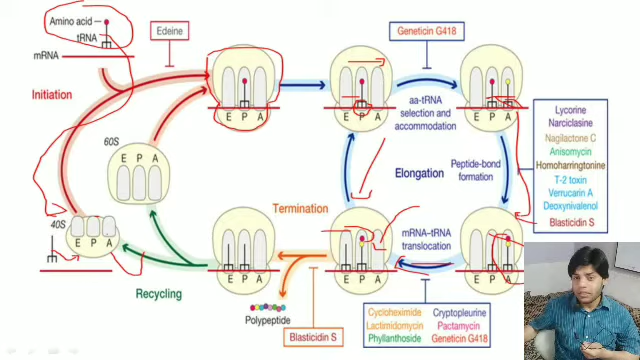 Amino acid
tRNA
mRNA
Edeine
Geneticin G418
Initiation
E P A
E P A
E P A
aa-tRNA
selection and
accommodation
Lycorine
Narciclasine
Nagilactone C
Anisomycin
Homoharringtonine
T-2 toxin
Verrucarin A
Deoxynivalenol
Blasticidin S
60S
E P A
Elongation
Peptide-bond
formation
Termination
40S
E P A
mRNA–tRNA
translocation
E P A
E P A
E P A
Recycling
Polypeptide
Blasticidin S
Cycloheximide
Lactimidomycin
Phyllanthoside
Cryptopleurine
Pactamycin
Geneticin G418